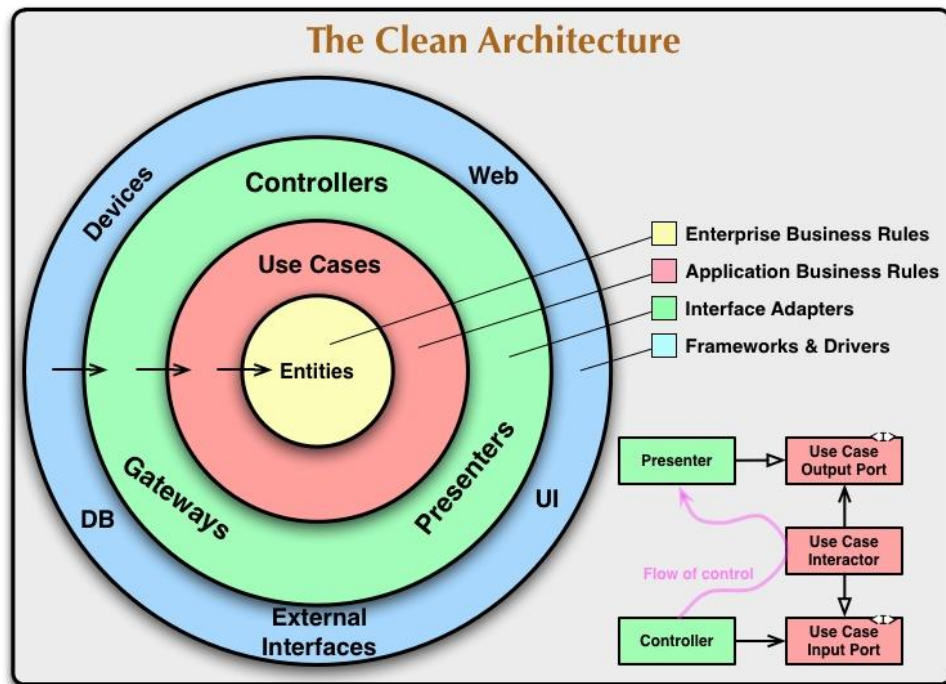 The Clean Architecture
Devices
Web
Controllers
Use Cases
Entities
Gateways
Presenters
DB
UI
External
Interfaces
Enterprise Business Rules
Application Business Rules
Interface Adapters
Frameworks & Drivers
Presenter
<I>
Use Case
Output Port
Use Case
Interactor
Flow of control
Controller
<I>
Use Case
Input Port